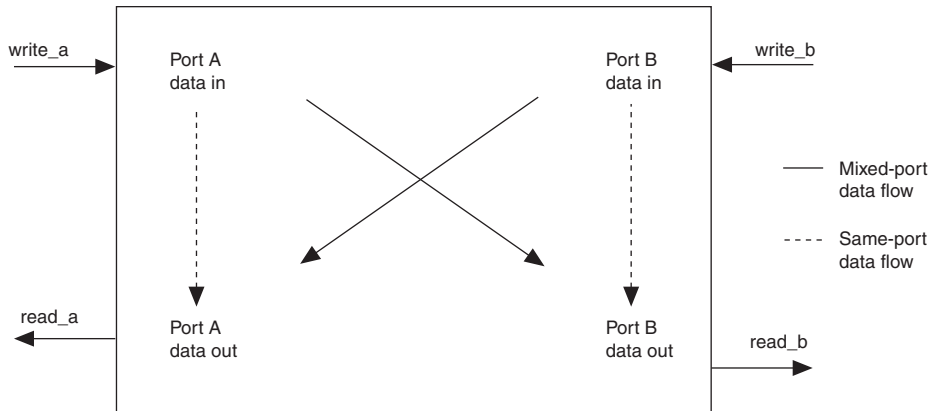 write_a
Port A
data in
Port B
data in
write_b
Mixed-port
data flow
Same-port
data flow
read_a
Port A
data out
Port B
data out
read_b